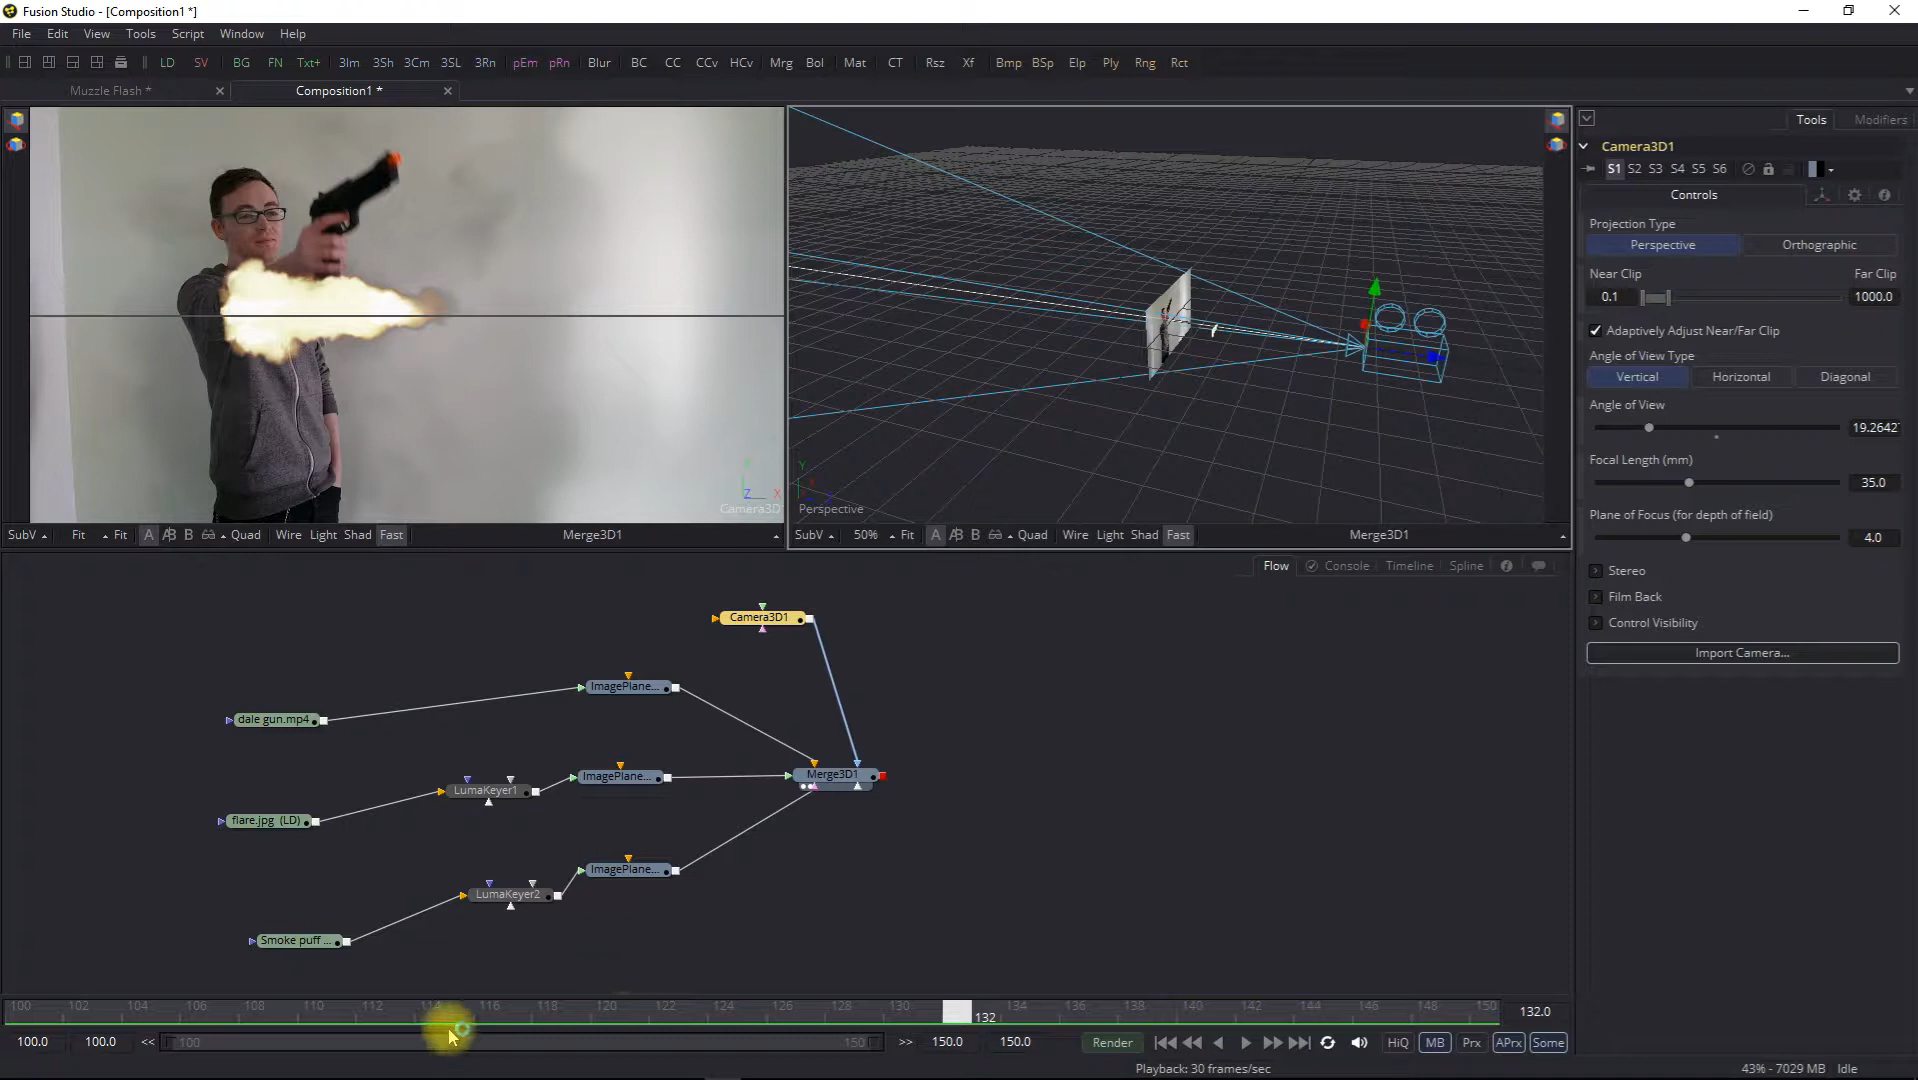 Fusion Studio - [Composition1 *]
File Edit View Tools Script Window Help
LD SV BG FN Txt+ 3Im 3Sh 3Cm 3SL 3Rn pEm pRn Blur BC CC CCv HCv Mrg Bol Mat CT Rsz Xf Bmp BSp Elp Ply Rng Rct
Muzzle Flash * Composition1 *
Tools Modifiers
Camera3D1
S1 S2 S3 S4 S5 S6
Controls
Projection Type
Perspective Orthographic
Near Clip Far Clip
0.1 1000.0
Adaptively Adjust Near/Far Clip
Angle of View Type
Vertical Horizontal Diagonal
Angle of View
19.2642
Focal Length (mm)
35.0
Plane of Focus (for depth of field)
4.0
Stereo
Film Back
Control Visibility
Import Camera...
Z X
Camera3D
Y
Perspective
SubV Fit Fit A B Quad Wire Light Shad Fast Merge3D1
SubV 50% Fit A B Quad Wire Light Shad Fast Merge3D1
Flow Console Timeline Spline
Camera3D1
ImagePlane...
dale gun.mp4
Merge3D1
ImagePlane...
LumaKeyer1
flare.jpg (LD)
ImagePlane...
LumaKeyer2
Smoke puff ...
100 102 104 106 108 110 112 114 116 118 120 122 124 126 128 130 132 134 136 138 140 142 144 146 148 150 132.0
100.0 100.0 << 100 150 >> 150.0 150.0 Render HiQ MB Prx APrx Some
Playback: 30 frames/sec 43% - 7029 MB Idle